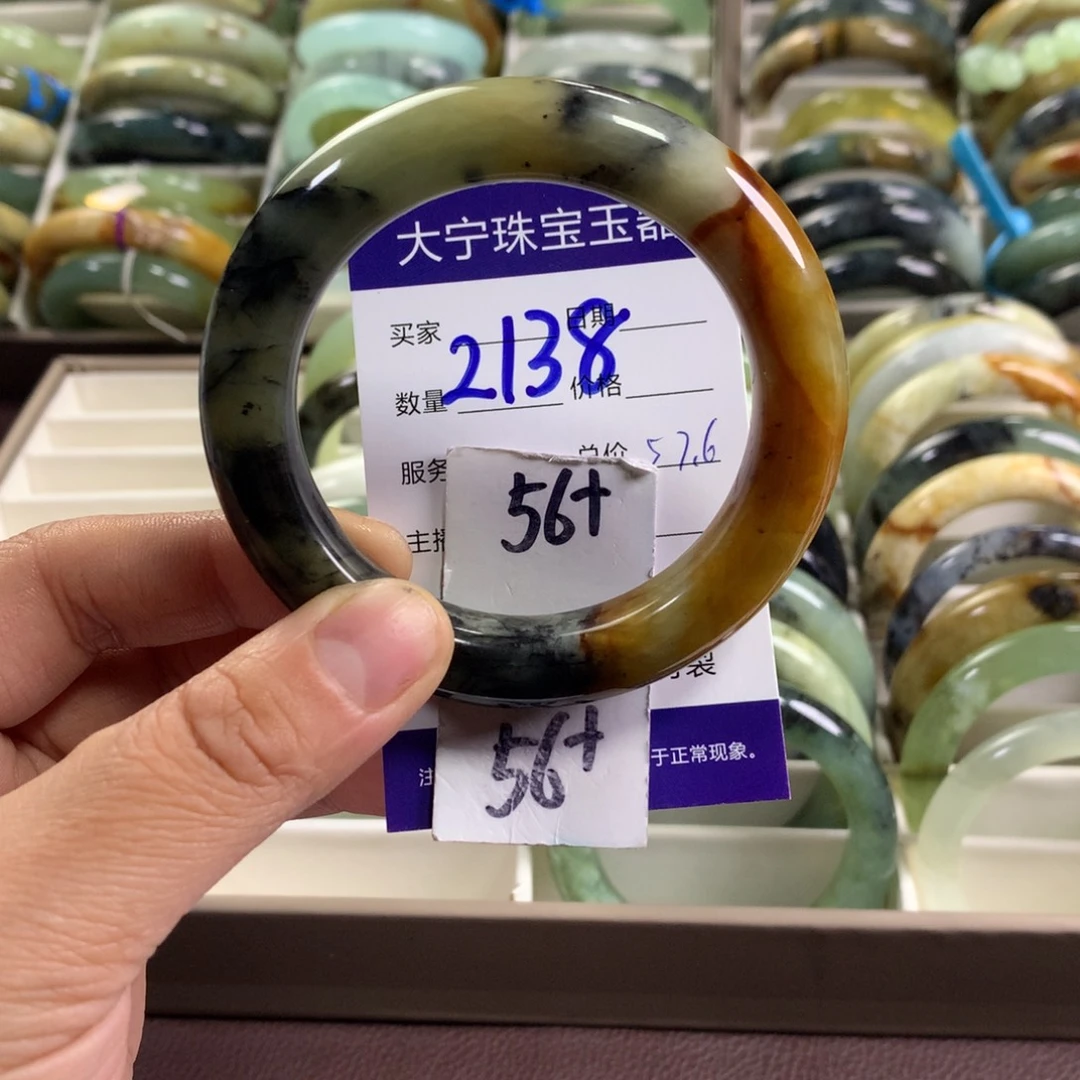 大宁珠宝玉器
买家 日期
2138
数量 价格
服务 总价 57.6
56+
主播
裂
56+
注 于正常现象。